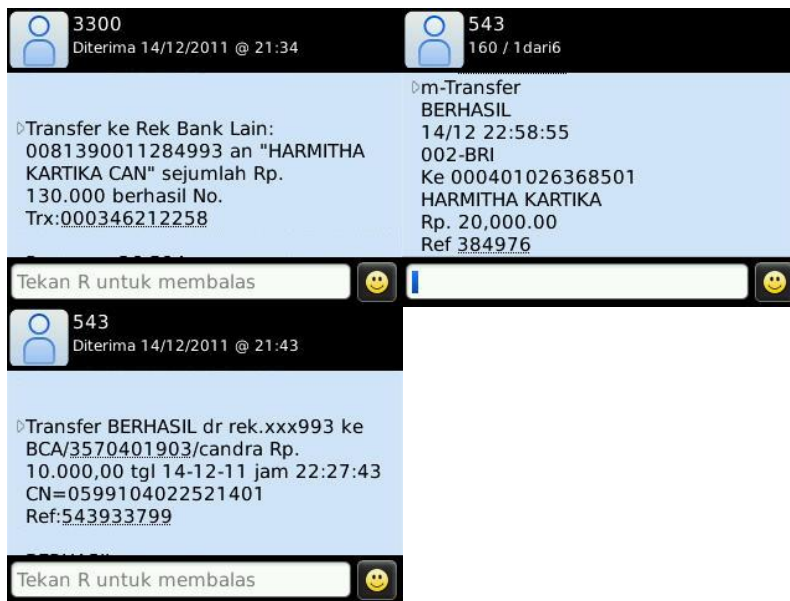 3300
Diterima 14/12/2011 @ 21:34
Transfer ke Rek Bank Lain:
0081390011284993 an "HARMITHA
KARTIKA CAN" sejumlah Rp.
130.000 berhasil No.
Trx:000346212258
Tekan R untuk membalas
543
160 / 1dari6
m-Transfer
BERHASIL
14/12 22:58:55
002-BRI
Ke 000401026368501
HARMITHA KARTIKA
Rp. 20,000.00
Ref 384976
543
Diterima 14/12/2011 @ 21:43
Transfer BERHASIL dr rek.xxx993 ke
BCA/3570401903/candra Rp.
10.000,00 tgl 14-12-11 jam 22:27:43
CN=0599104022521401
Ref:543933799
Tekan R untuk membalas